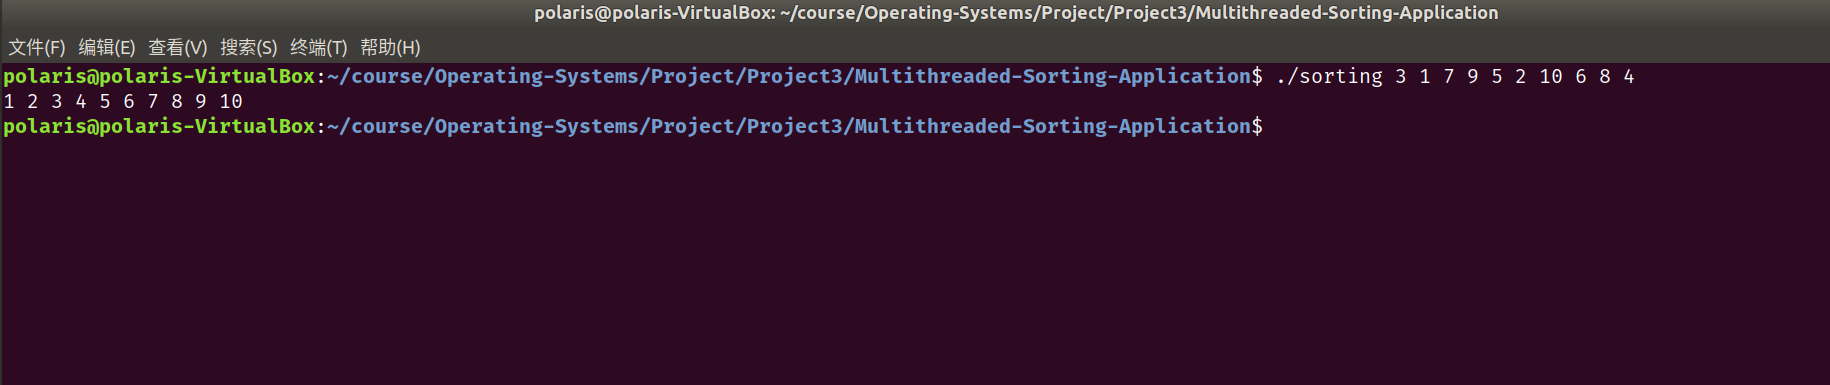 polaris@polaris-VirtualBox: ~/course/Operating-Systems/Project/Project3/Multithreaded-Sorting-Application
文件(F) 编辑(E) 查看(V) 搜索(S) 终端(T) 帮助(H)
polaris@polaris-VirtualBox:~/course/Operating-Systems/Project/Project3/Multithreaded-Sorting-Application$ ./sorting 3 1 7 9 5 2 10 6 8 4
1 2 3 4 5 6 7 8 9 10
polaris@polaris-VirtualBox:~/course/Operating-Systems/Project/Project3/Multithreaded-Sorting-Application$